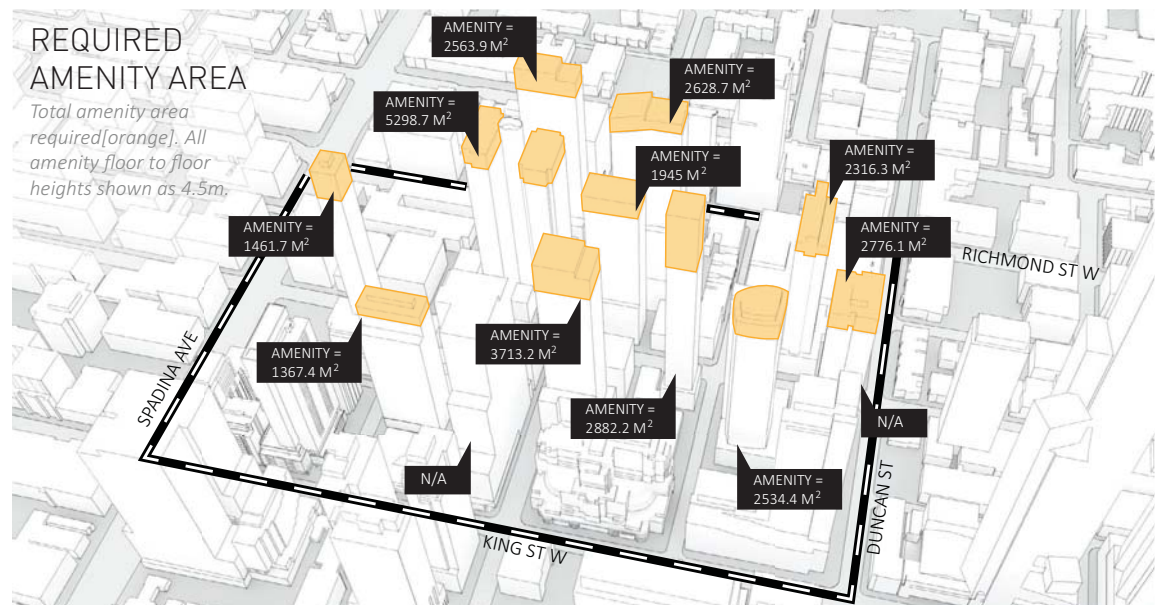 REQUIRED
AMENITY AREA
Total amenity area
required[orange]. All
amenity floor to floor
heights shown as 4.5m.
AMENITY =
2563.9 M²
AMENITY =
2628.7 M²
AMENITY =
5298.7 M²
AMENITY =
1945 M²
AMENITY =
2316.3 M²
AMENITY =
1461.7 M²
AMENITY =
2776.1 M²
RICHMOND ST W
AMENITY =
1367.4 M²
AMENITY =
3713.2 M²
SPADINA AVE
AMENITY =
2882.2 M²
N/A
N/A
AMENITY =
2534.4 M²
DUNCAN ST
KING ST W